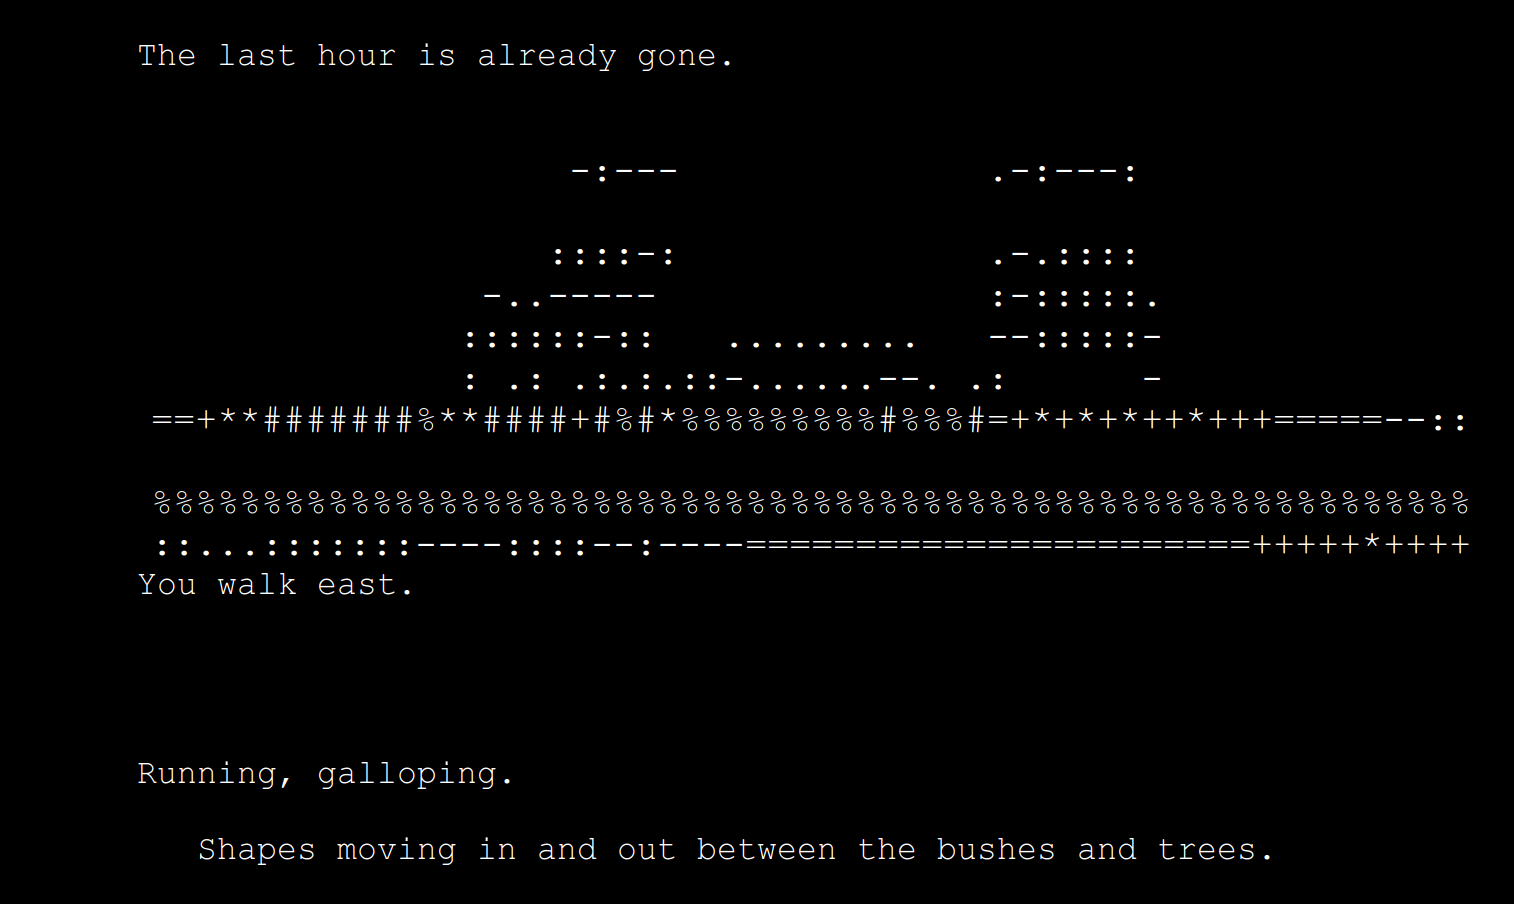 The last hour is already gone.
-:--- .-:---:
::::-: .-.::::
-..----- :-:::::.
::::::-:: ......... --:::::-
: .: .:.:.::-......--. .: -
==+**#######%**####+#%#*%%%%%%%%%#%%%#=+*+*+*++*+++=====--::
%%%%%%%%%%%%%%%%%%%%%%%%%%%%%%%%%%%%%%%%%%%%%%%%%%%%%%%%%%%%
::...:::::::----::::--:----=======================+++++*++++
You walk east.
Running, galloping.
Shapes moving in and out between the bushes and trees.